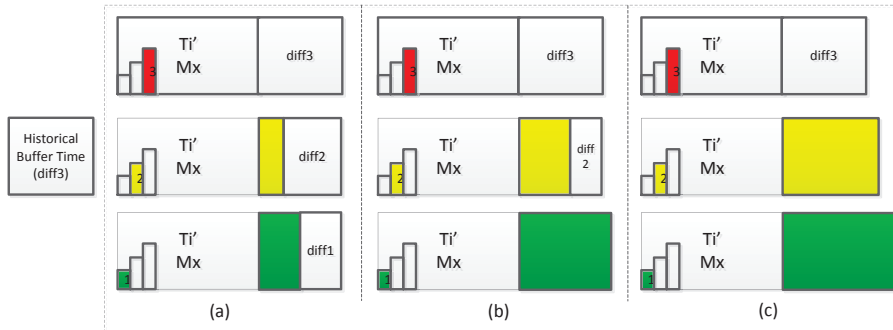 Historical
Buffer Time
(diff3)
3
Ti’
Mx
diff3
2
Ti’
Mx
diff2
1
Ti’
Mx
diff1
(a)
3
Ti’
Mx
diff3
2
Ti’
Mx
diff
2
1
Ti’
Mx
(b)
3
Ti’
Mx
diff3
2
Ti’
Mx
1
Ti’
Mx
(c)